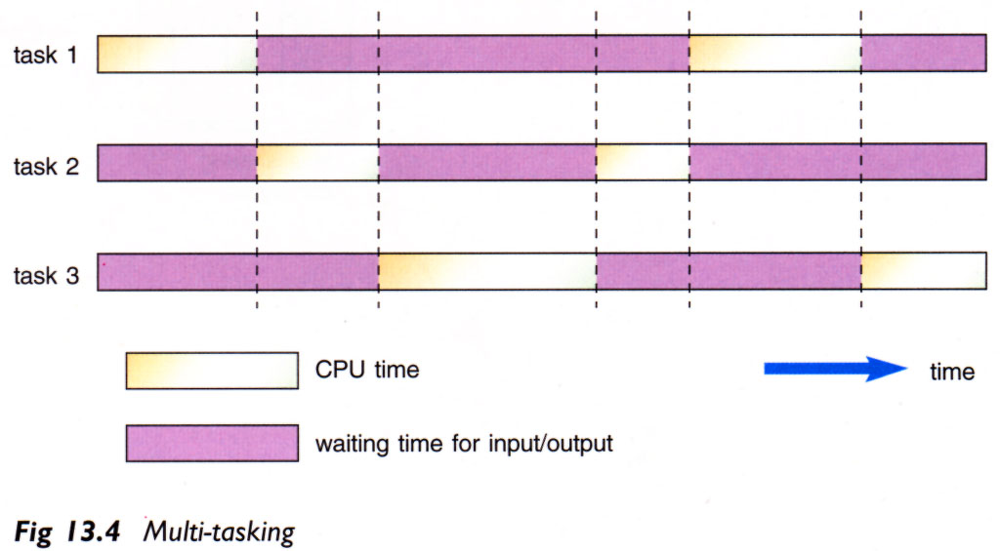 task 1
task 2
task 3
CPU time
time
waiting time for input/output
Fig 13.4 Multi-tasking